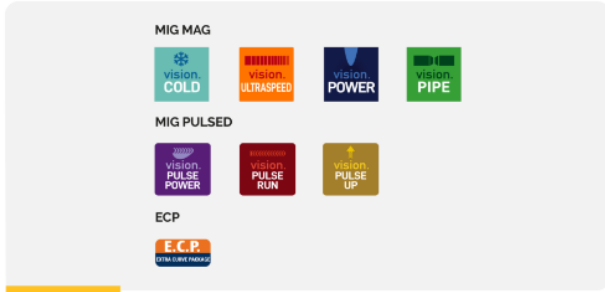 MIG MAG
vision. COLD
vision. ULTRASPEED
vision. POWER
vision. PIPE
MIG PULSED
vision. PULSE POWER
vision. PULSE RUN
vision. PULSE UP
ECP
E.C.P.
EXTRA CURVE PACKAGE